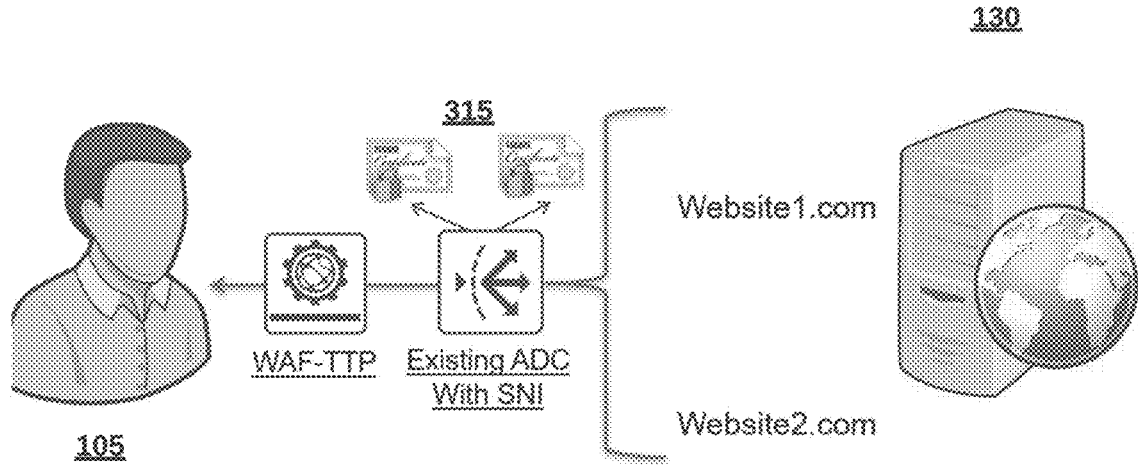 130
315
Website1.com
WAF-TTP
Existing ADC
With SNI
Website2.com
105